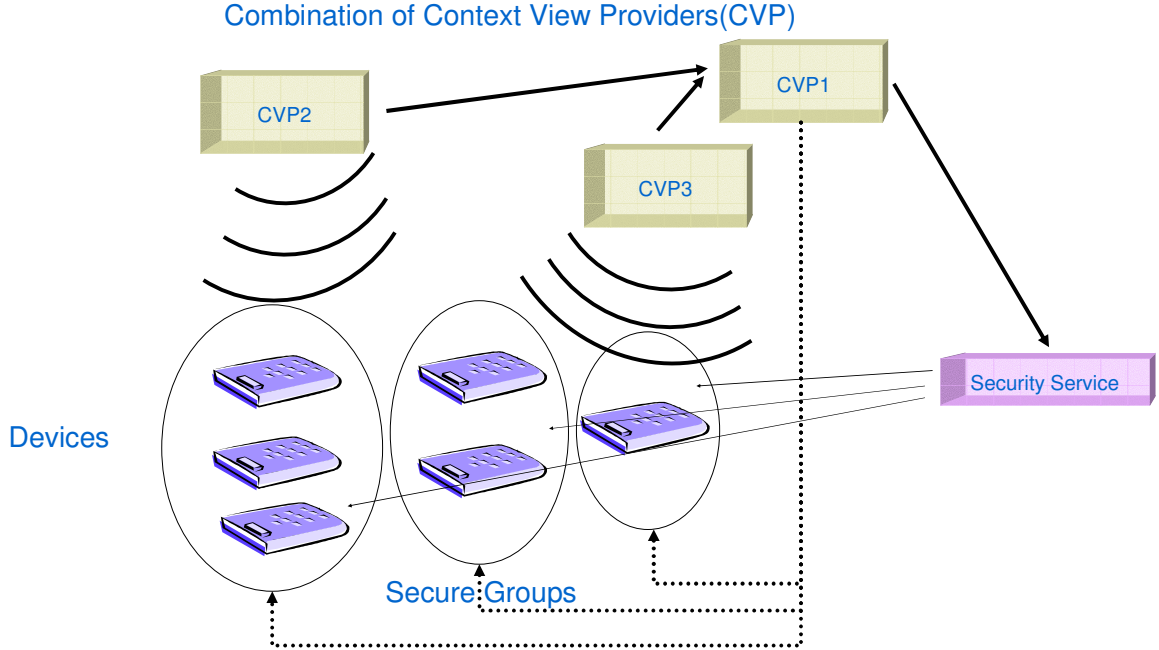 Combination of Context View Providers(CVP)
CVP1
CVP2
CVP3
Security Service
Devices
Secure Groups